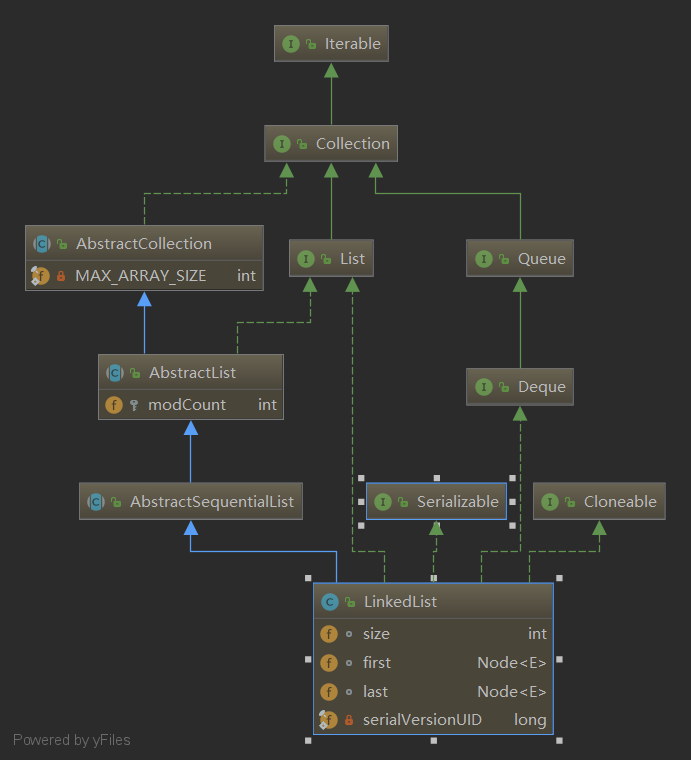 Iterable
Collection
AbstractCollection
MAX_ARRAY_SIZE int
List
Queue
AbstractList
modCount int
Deque
AbstractSequentialList
Serializable
Cloneable
LinkedList
size int
first Node<E>
last Node<E>
serialVersionUID long
Powered by yFiles